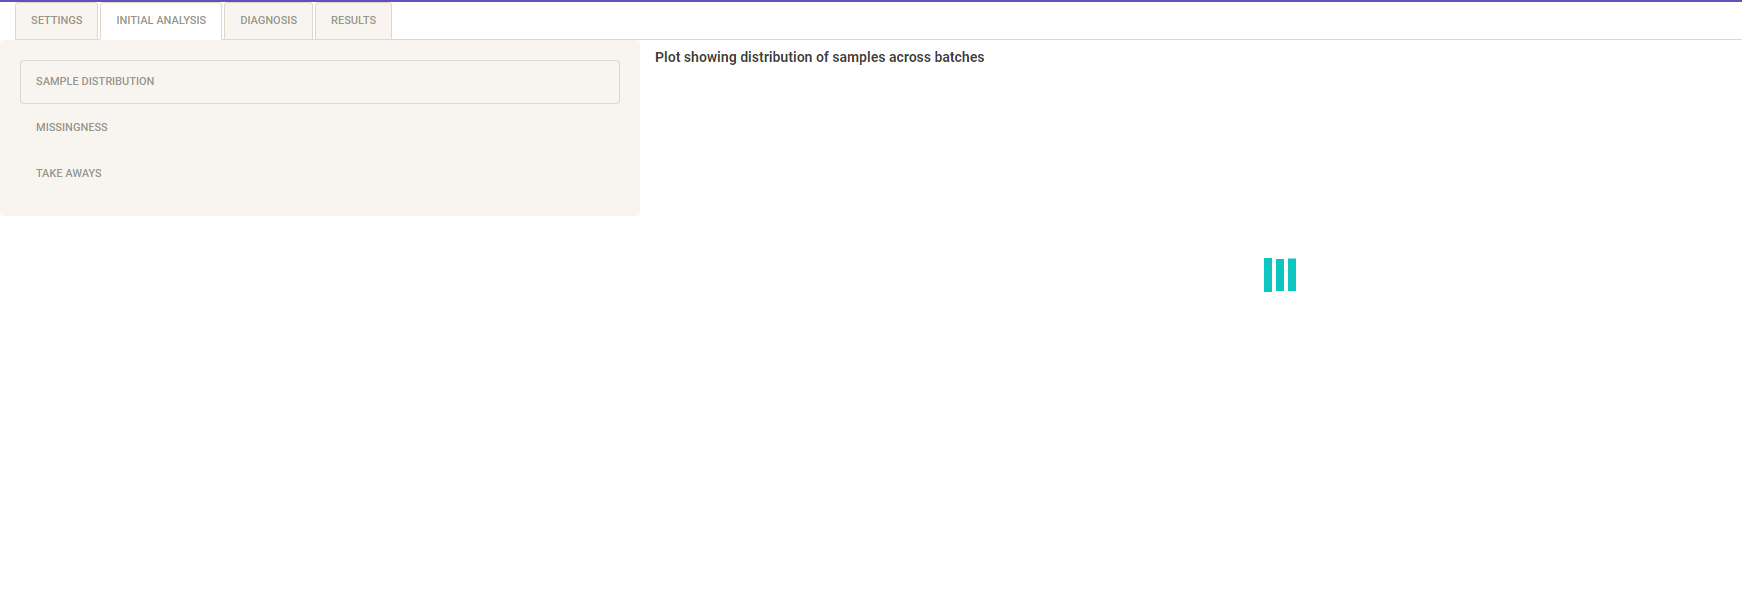 SETTINGS
INITIAL ANALYSIS
DIAGNOSIS
RESULTS
SAMPLE DISTRIBUTION
MISSINGNESS
TAKE AWAYS
Plot showing distribution of samples across batches